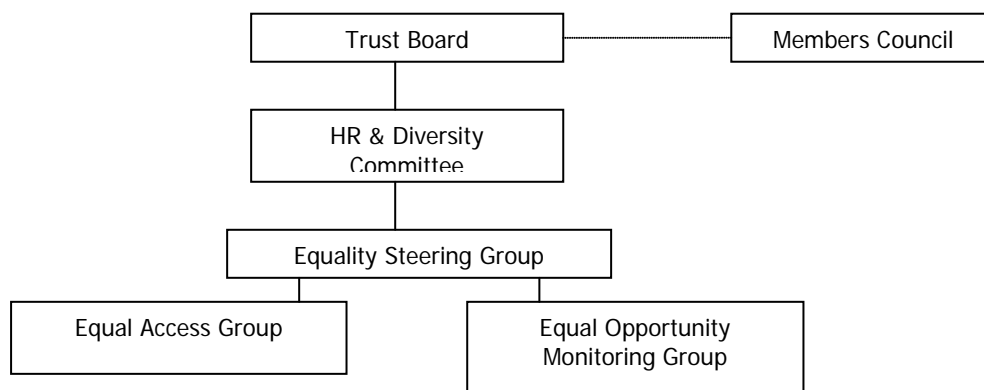 Trust Board
Members Council
HR & Diversity
Committee
Equality Steering Group
Equal Access Group
Equal Opportunity
Monitoring Group